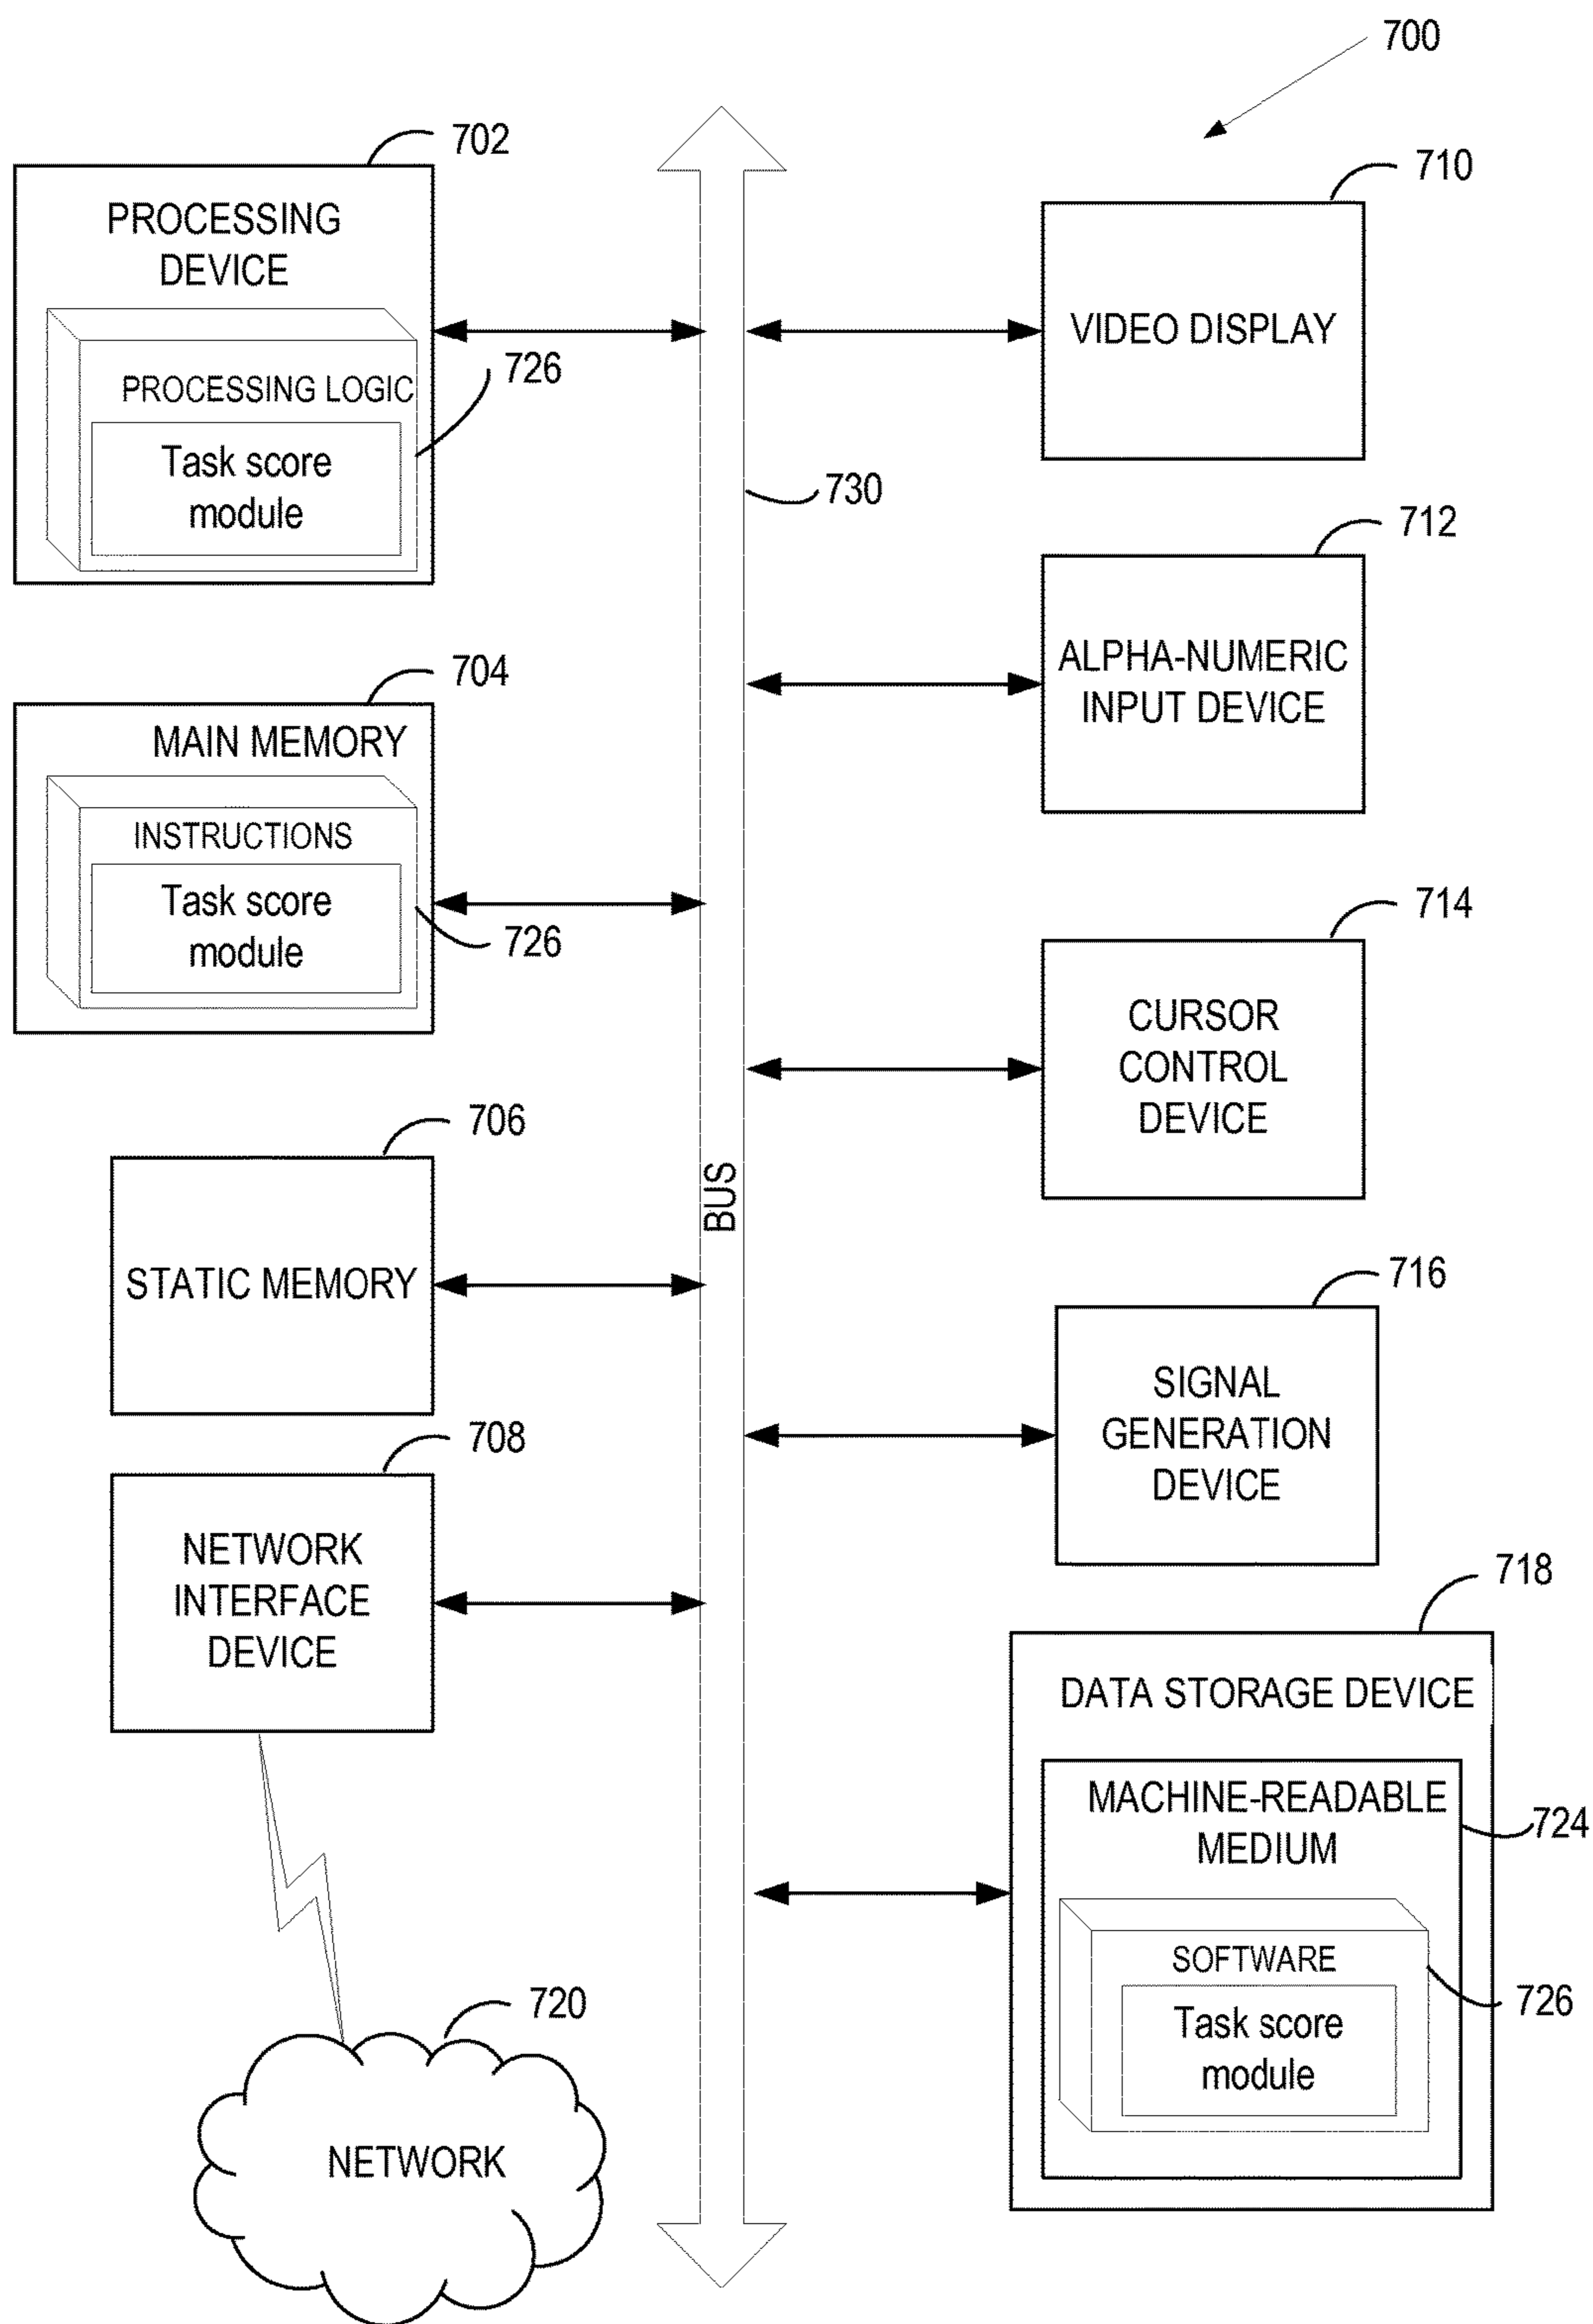 700
702
PROCESSING
DEVICE
PROCESSING LOGIC
726
Task score
module
704
MAIN MEMORY
INSTRUCTIONS
Task score
module
726
706
STATIC MEMORY
708
NETWORK
INTERFACE
DEVICE
720
NETWORK
730
BUS
710
VIDEO DISPLAY
712
ALPHA-NUMERIC
INPUT DEVICE
714
CURSOR
CONTROL
DEVICE
716
SIGNAL
GENERATION
DEVICE
718
DATA STORAGE DEVICE
MACHINE-READABLE
MEDIUM
724
SOFTWARE
726
Task score
module